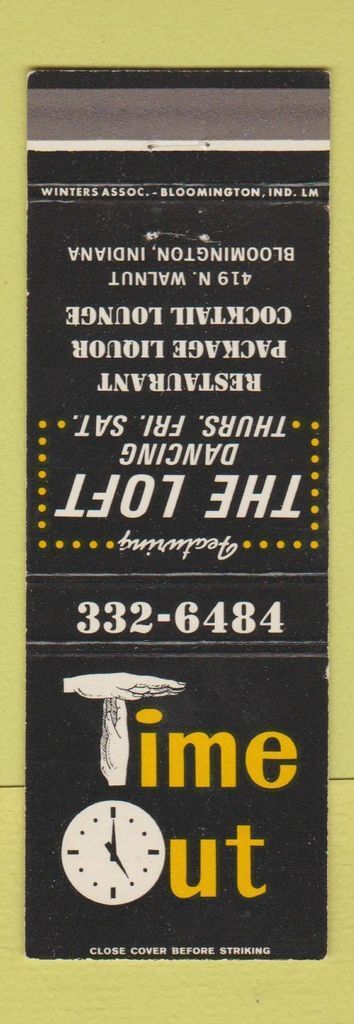 WINTERS ASSOC. - BLOOMINGTON, IND. LM
Featuring
THE LOFT
DANCING
THURS. FRI. SAT.
RESTAURANT
PACKAGE LIQUOR
COCKTAIL LOUNGE
419 N. WALNUT
BLOOMINGTON, INDIANA
332-6484
Time
Out
CLOSE COVER BEFORE STRIKING